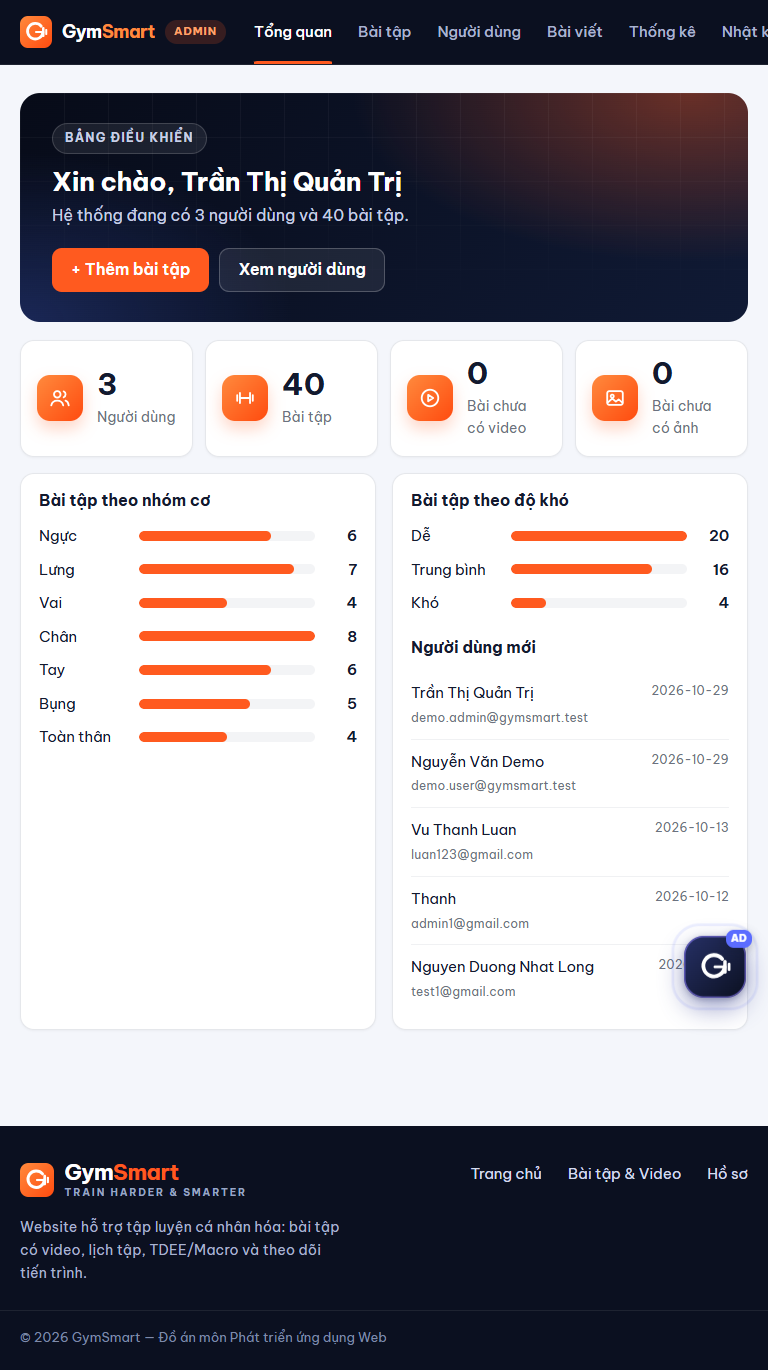 GymSmart ADMIN Tổng quan Bài tập Người dùng Bài viết Thống kê Nhật
BẢNG ĐIỀU KHIỂN
Xin chào, Trần Thị Quản Trị
Hệ thống đang có 3 người dùng và 40 bài tập.
+ Thêm bài tập Xem người dùng
3
Người dùng
40
Bài tập
0
Bài chưa
có video
0
Bài chưa
có ảnh
Bài tập theo nhóm cơ
Ngực 6
Lưng 7
Vai 4
Chân 8
Tay 6
Bụng 5
Toàn thân 4
Bài tập theo độ khó
Dễ 20
Trung bình 16
Khó 4
Người dùng mới
Trần Thị Quản Trị 2026-10-29
demo.admin@gymsmart.test
Nguyễn Văn Demo 2026-10-29
demo.user@gymsmart.test
Vu Thanh Luan 2026-10-13
luan123@gmail.com
Thanh 2026-10-12
admin1@gmail.com
AD
Nguyen Duong Nhat Long
test1@gmail.com
GymSmart
TRAIN HARDER & SMARTER
Trang chủ Bài tập & Video Hồ sơ
Website hỗ trợ tập luyện cá nhân hóa: bài tập
có video, lịch tập, TDEE/Macro và theo dõi
tiến trình.
© 2026 GymSmart — Đồ án môn Phát triển ứng dụng Web